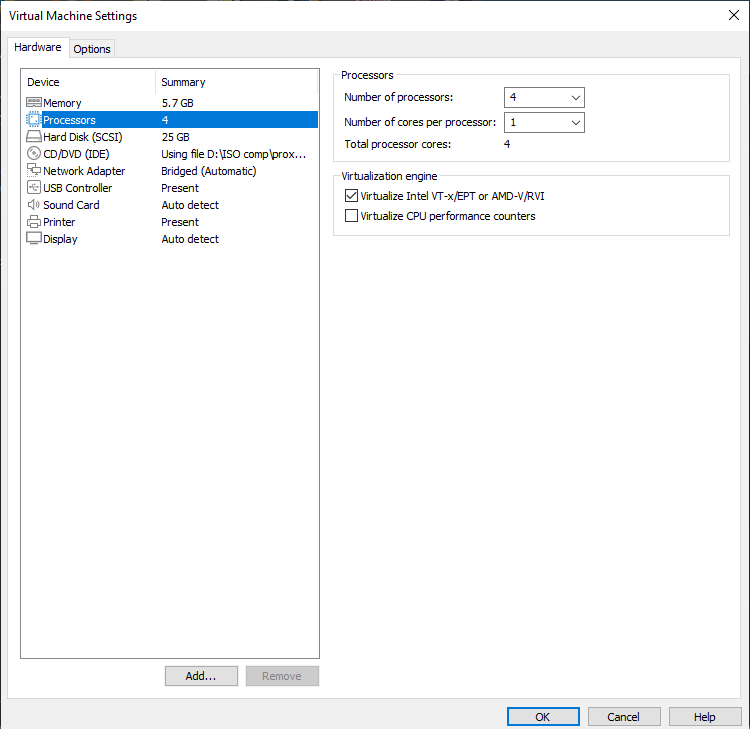 Virtual Machine Settings
Hardware Options
Device Summary
Memory 5.7 GB
Processors 4
Hard Disk (SCSI) 25 GB
CD/DVD (IDE) Using file D:\ISO comp\prox...
Network Adapter Bridged (Automatic)
USB Controller Present
Sound Card Auto detect
Printer Present
Display Auto detect
Add... Remove
Processors
Number of processors: 4
Number of cores per processor: 1
Total processor cores: 4
Virtualization engine
Virtualize Intel VT-x/EPT or AMD-V/RVI
Virtualize CPU performance counters
OK Cancel Help